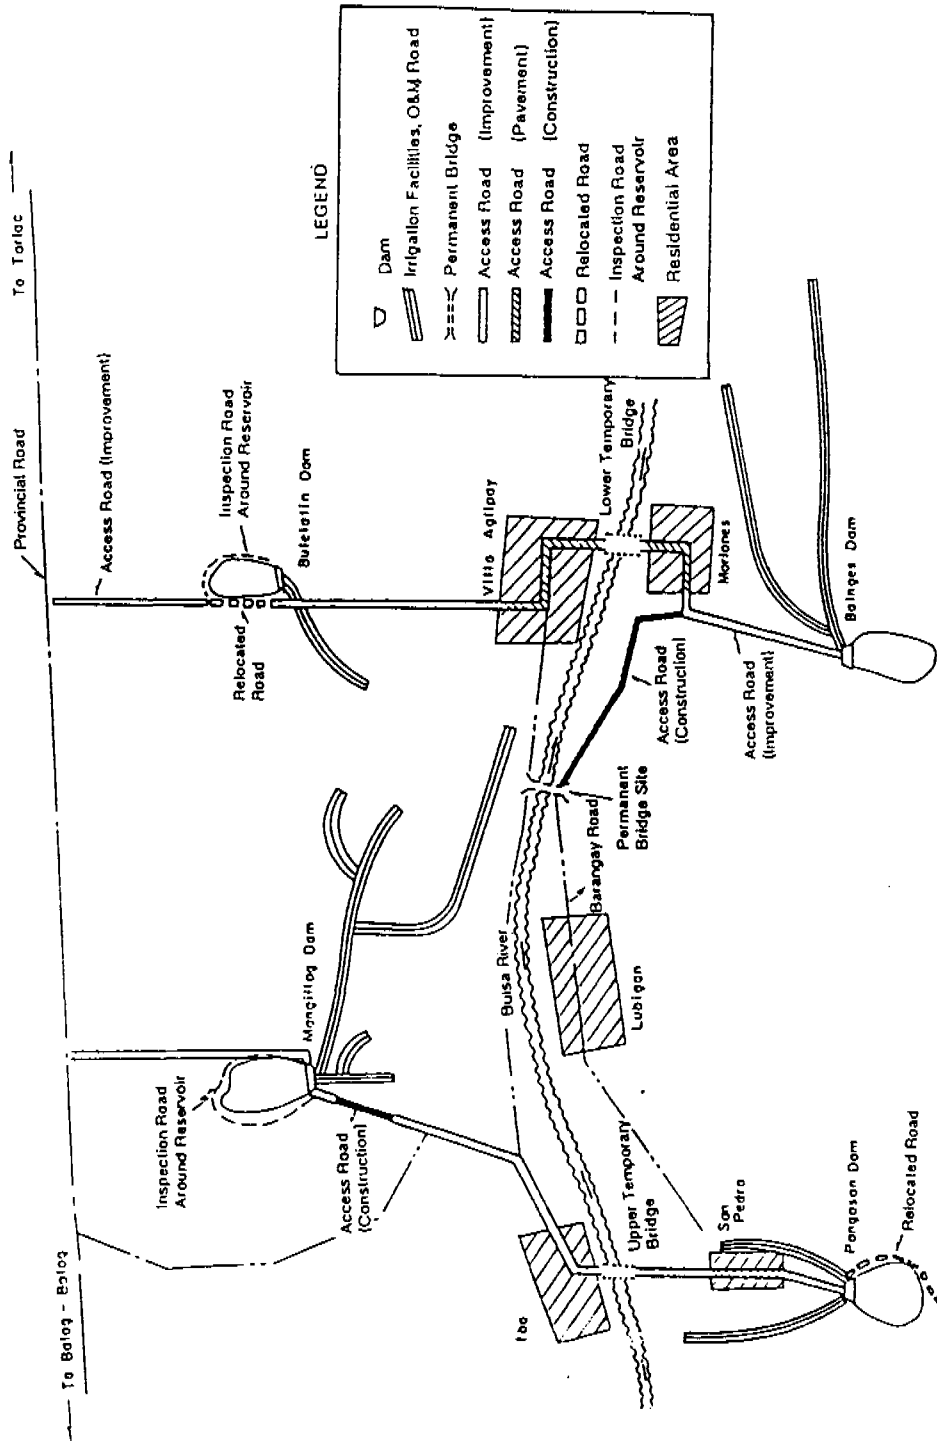 To Tarlac
Provincial Road
To Balog - Balog
Access Road (Improvement)
Inspection Road
Around Reservoir
Butelatin Dam
Relocated
Road
Inspection Road
Around Reservoir
Mangitlag Dam
Access Road
(Construction)
Villa Aglipay
Lower Temporary
Bridge
Morlones
Bulsa River
Barangay Road
Permanent
Bridge Site
Access Road
(Construction)
Access Road
(Improvement)
Balnges Dam
Lubigan
Upper Temporary
Bridge
San
Pedro
Pangasan Dam
Relocated Road
LEGEND
Dam
Irrigation Facilities, O&M Road
Permanent Bridge
Access Road (Improvement)
Access Road (Pavement)
Access Road (Construction)
Relocated Road
Inspection Road
Around Reservoir
Residential Area